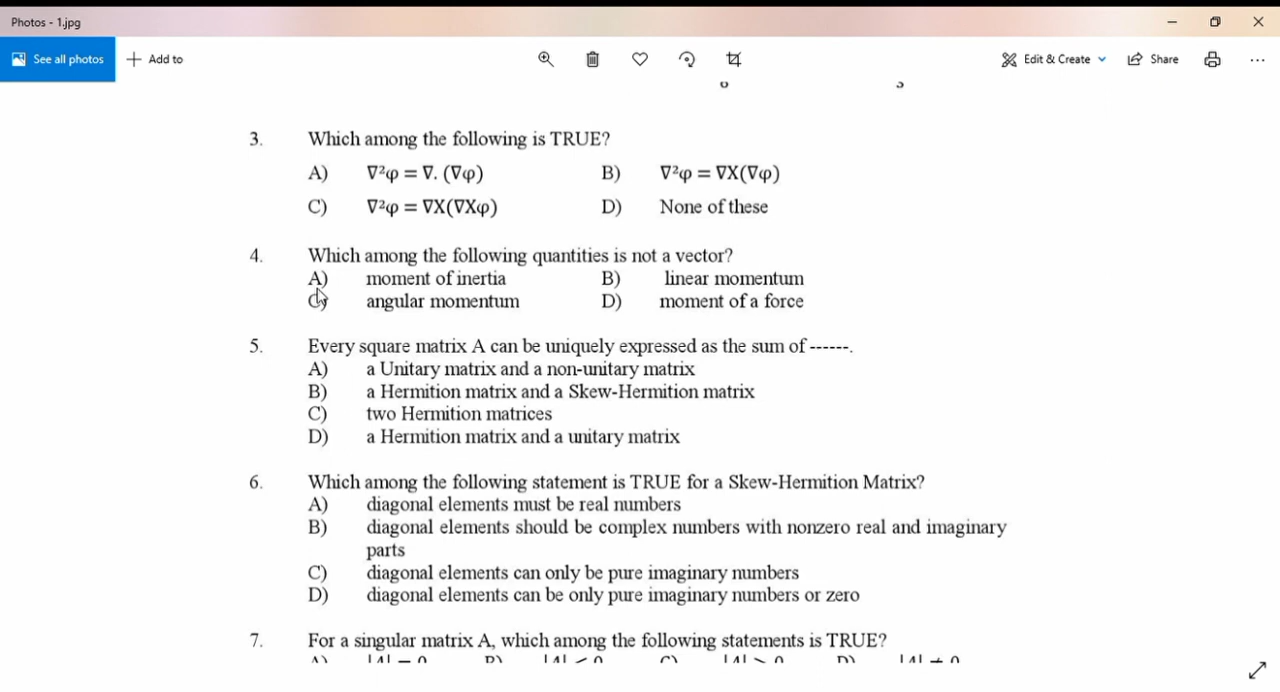 Photos - 1.jpg
See all photos
Add to
Edit & Create
Share
3. Which among the following is TRUE?
A) ∇²φ = ∇. (∇φ) B) ∇²φ = ∇X(∇φ)
C) ∇²φ = ∇X(∇Xφ) D) None of these
4. Which among the following quantities is not a vector?
A) moment of inertia B) linear momentum
C) angular momentum D) moment of a force
5. Every square matrix A can be uniquely expressed as the sum of ------.
A) a Unitary matrix and a non-unitary matrix
B) a Hermition matrix and a Skew-Hermition matrix
C) two Hermition matrices
D) a Hermition matrix and a unitary matrix
6. Which among the following statement is TRUE for a Skew-Hermition Matrix?
A) diagonal elements must be real numbers
B) diagonal elements should be complex numbers with nonzero real and imaginary
parts
C) diagonal elements can only be pure imaginary numbers
D) diagonal elements can be only pure imaginary numbers or zero
7. For a singular matrix A, which among the following statements is TRUE?